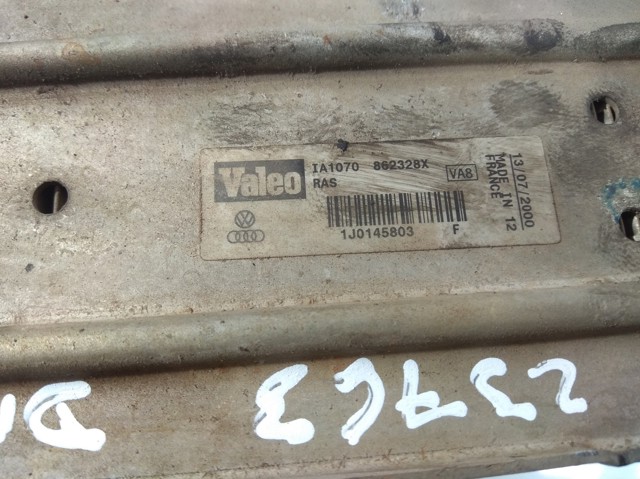 Valeo
IA1070 862328X
RAS
VA8
1J0145803 F
13/07/2000
MADE IN 12
FRANCE